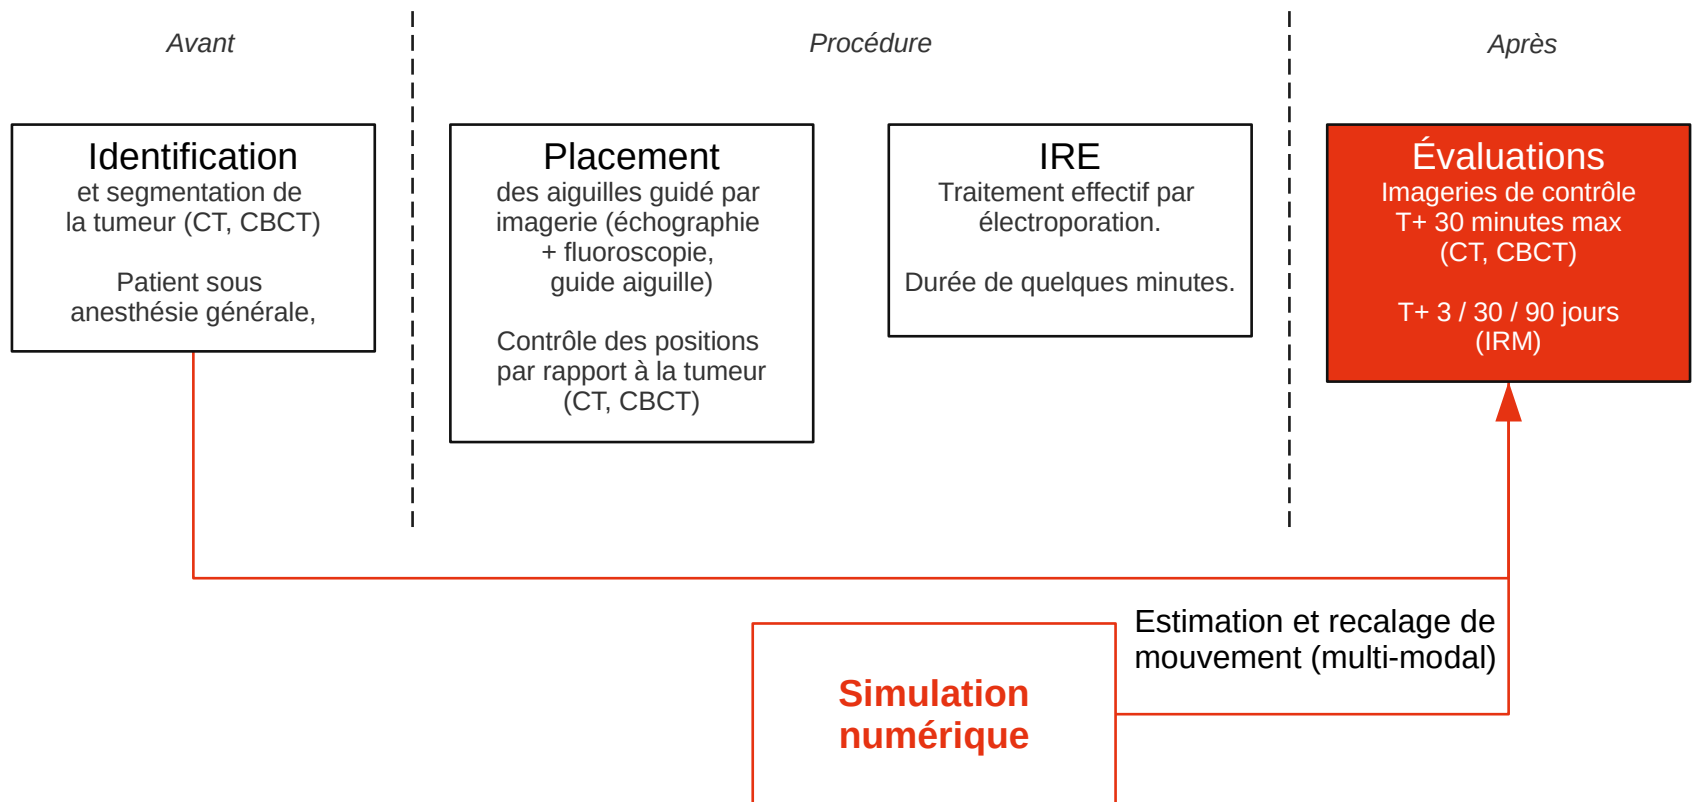 Avant
Procédure
Après
Identification
et segmentation de
la tumeur (CT, CBCT)
Patient sous
anesthésie générale,
Placement
des aiguilles guidé par
imagerie (échographie
+ fluoroscopie,
guide aiguille)
Contrôle des positions
par rapport à la tumeur
(CT, CBCT)
IRE
Traitement effectif par
électroporation.
Durée de quelques minutes.
Évaluations
Imageries de contrôle
T+ 30 minutes max
(CT, CBCT)
T+ 3 / 30 / 90 jours
(IRM)
Estimation et recalage de
mouvement (multi-modal)
Simulation
numérique